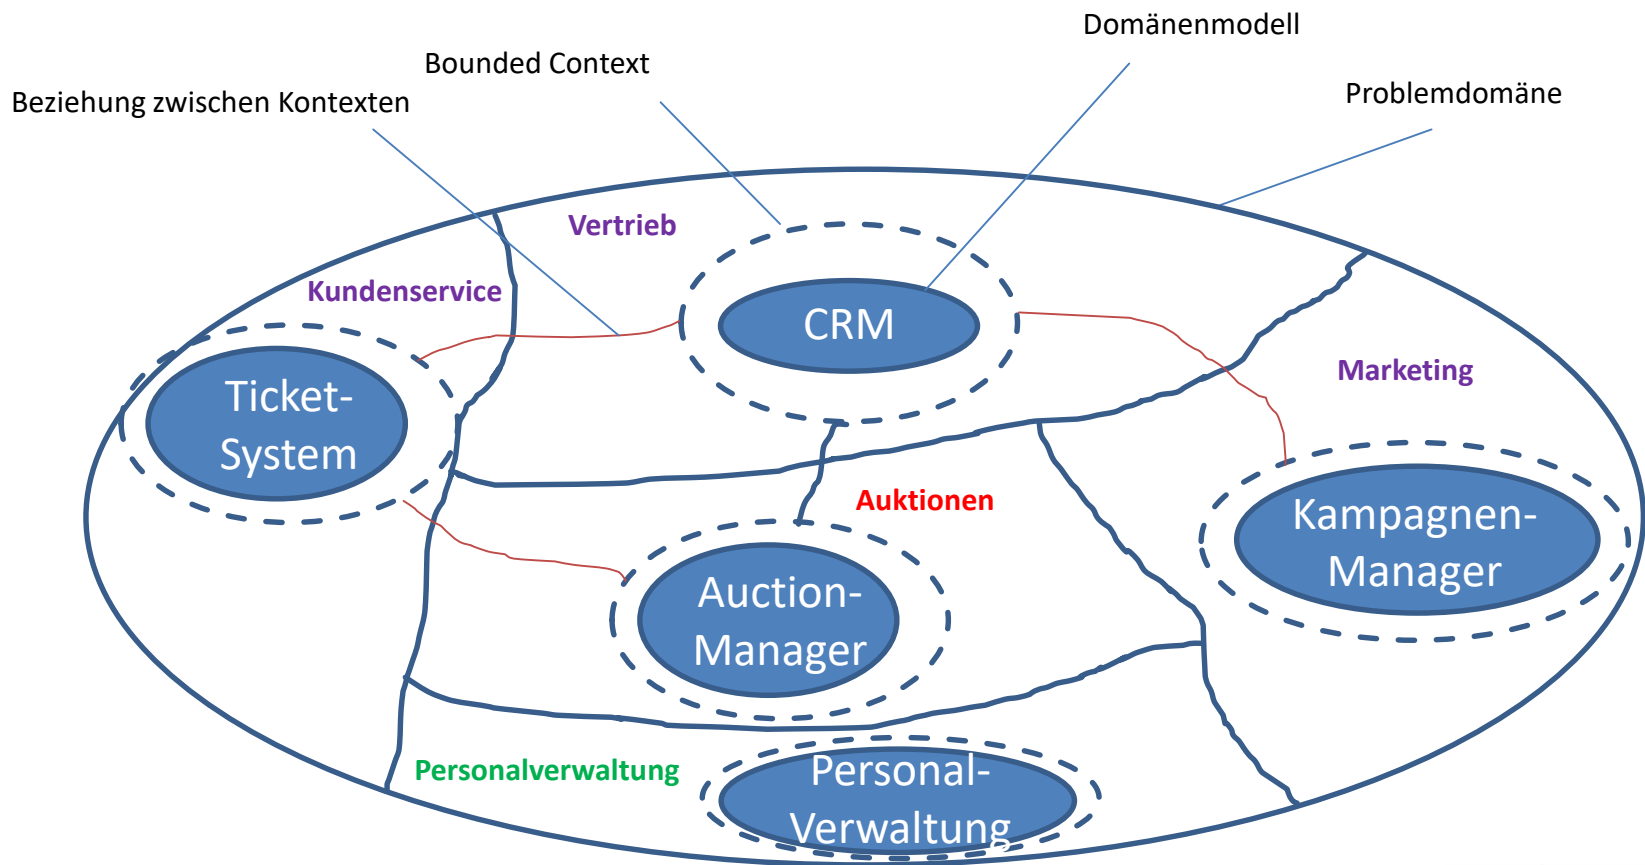 Domänenmodell
Bounded Context
Problemdomäne
Beziehung zwischen Kontexten
Vertrieb
Kundenservice
CRM
Marketing
Ticket-
System
Auktionen
Kampagnen-
Manager
Auction-
Manager
Personalverwaltung
Personal-
Verwaltung